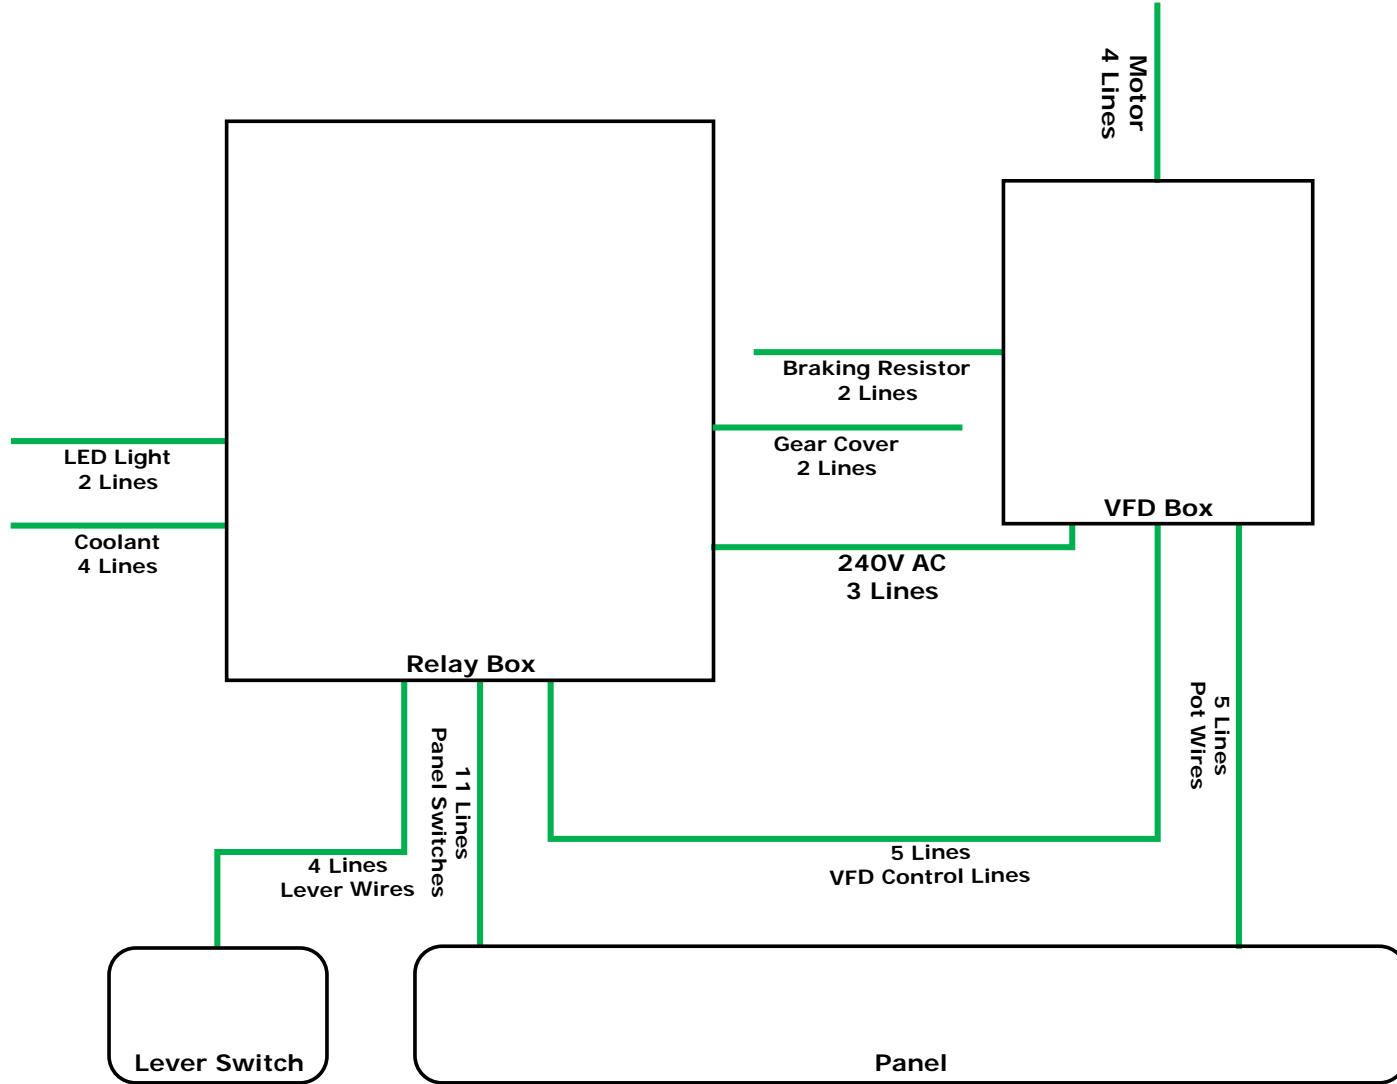 Motor
4 Lines
Braking Resistor
2 Lines
Gear Cover
2 Lines
LED Light
2 Lines
VFD Box
Coolant
4 Lines
240V AC
3 Lines
Relay Box
5 Lines
Pot Wires
11 Lines
Panel Switches
4 Lines
Lever Wires
5 Lines
VFD Control Lines
Lever Switch
Panel